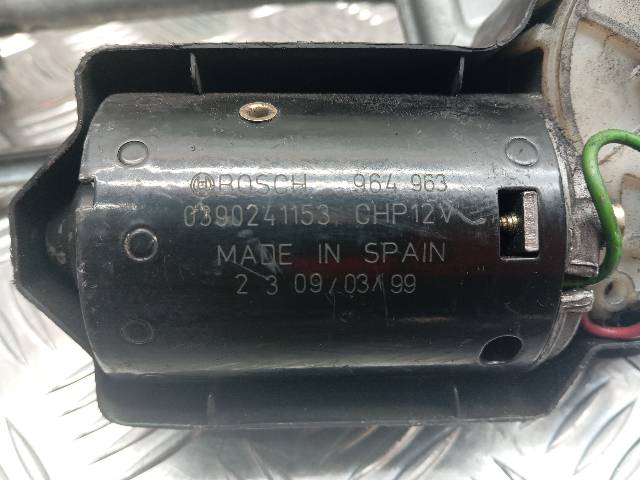 BOSCH 964 963
0390241153 CHP12V
MADE IN SPAIN
2 3 09/03/99